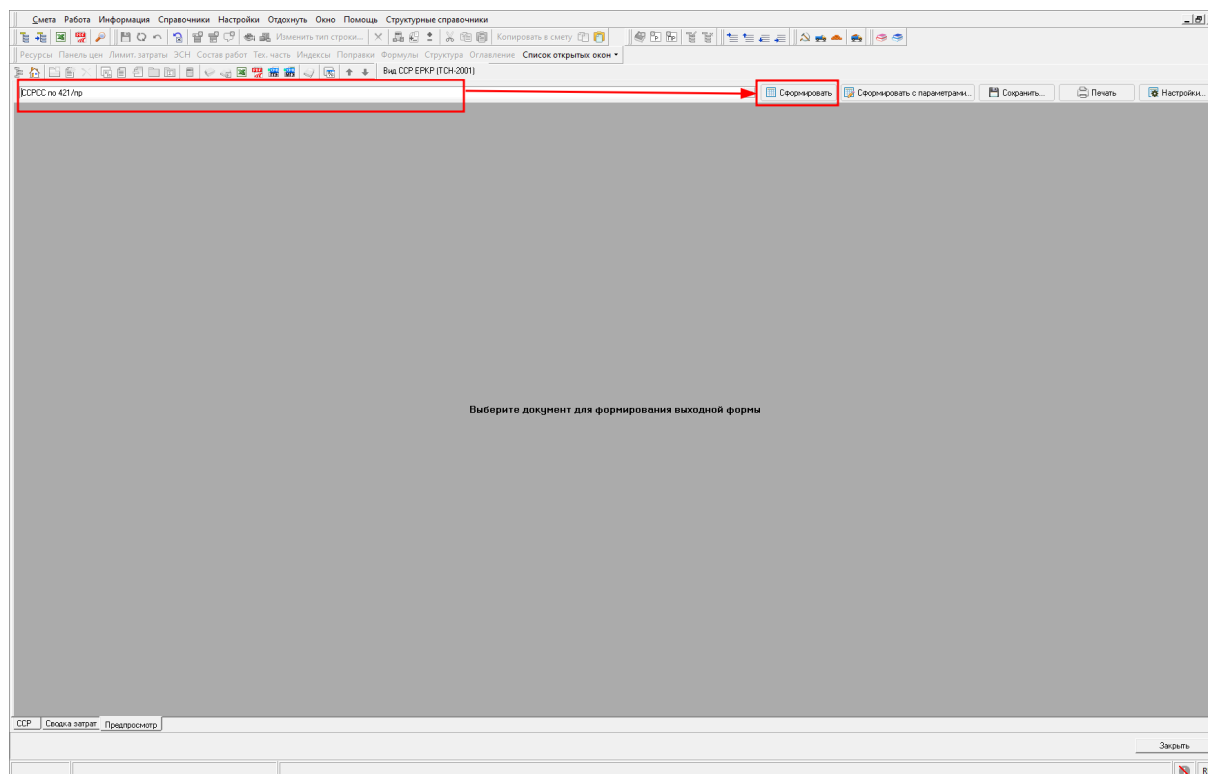 Смета Работа Информация Справочники Настройки Отдохнуть Окно Помощь Структурные справочники
Изменить тип строки... Копировать в смету
Ресурсы Панель цен Лимит. затраты ЭСН Состав работ Тех. часть Индексы Поправки Формулы Структура Оглавление Список открытых окон
Вид ССР ЕРКР (ТСН-2001)
ССРСС по 421/пр Сформировать Сформировать с параметрами... Сохранить... Печать Настройки...
Выберите документ для формирования выходной формы
ССР Сводка затрат Предпросмотр
Закрыть
R